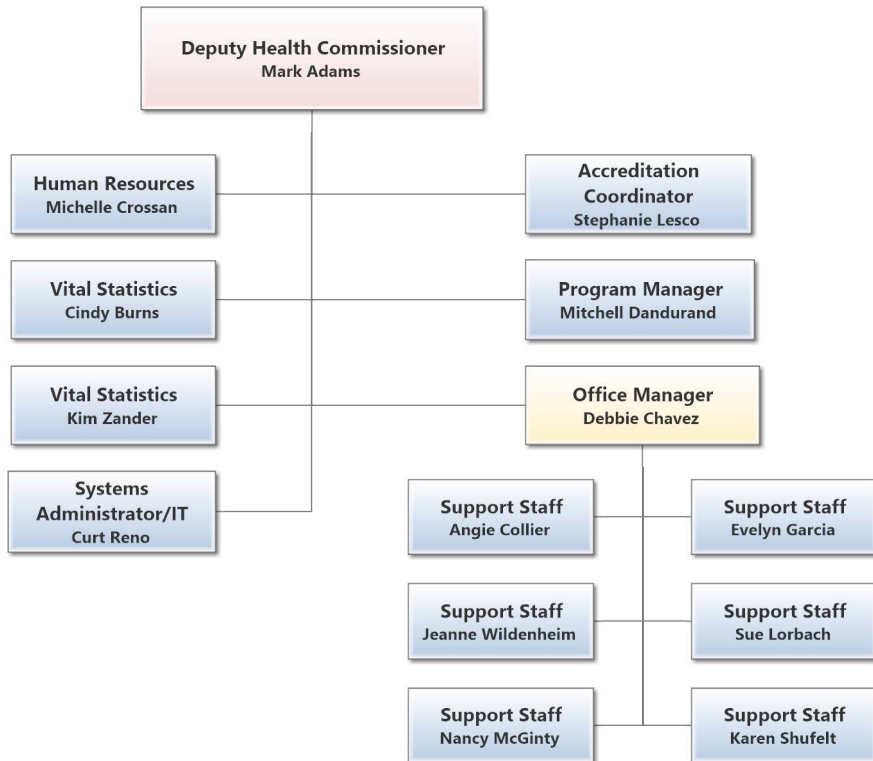 Deputy Health Commissioner
Mark Adams
Human Resources
Michelle Crossan
Accreditation
Coordinator
Stephanie Lesco
Vital Statistics
Cindy Burns
Program Manager
Mitchell Dandurand
Vital Statistics
Kim Zander
Office Manager
Debbie Chavez
Systems
Administrator/IT
Curt Reno
Support Staff
Angie Collier
Support Staff
Evelyn Garcia
Support Staff
Jeanne Wildenheim
Support Staff
Sue Lorbach
Support Staff
Nancy McGinty
Support Staff
Karen Shufelt